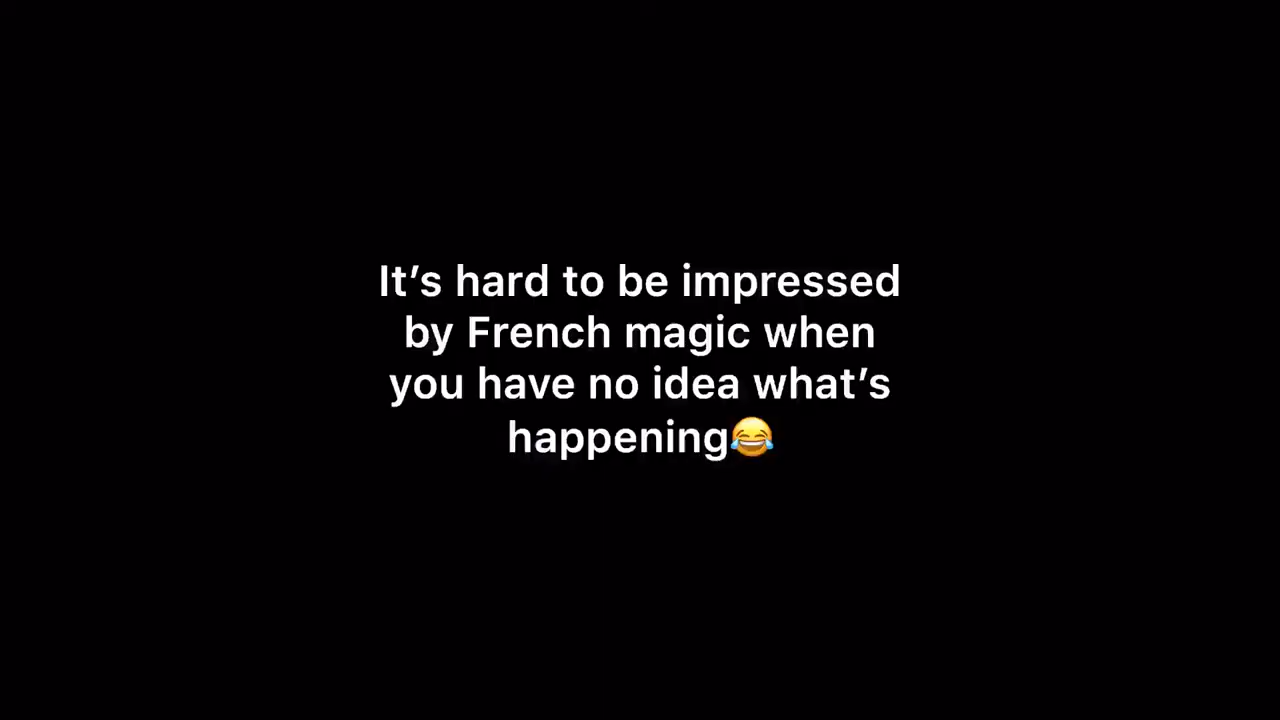 It’s hard to be impressed
by French magic when
you have no idea what’s
happening😂